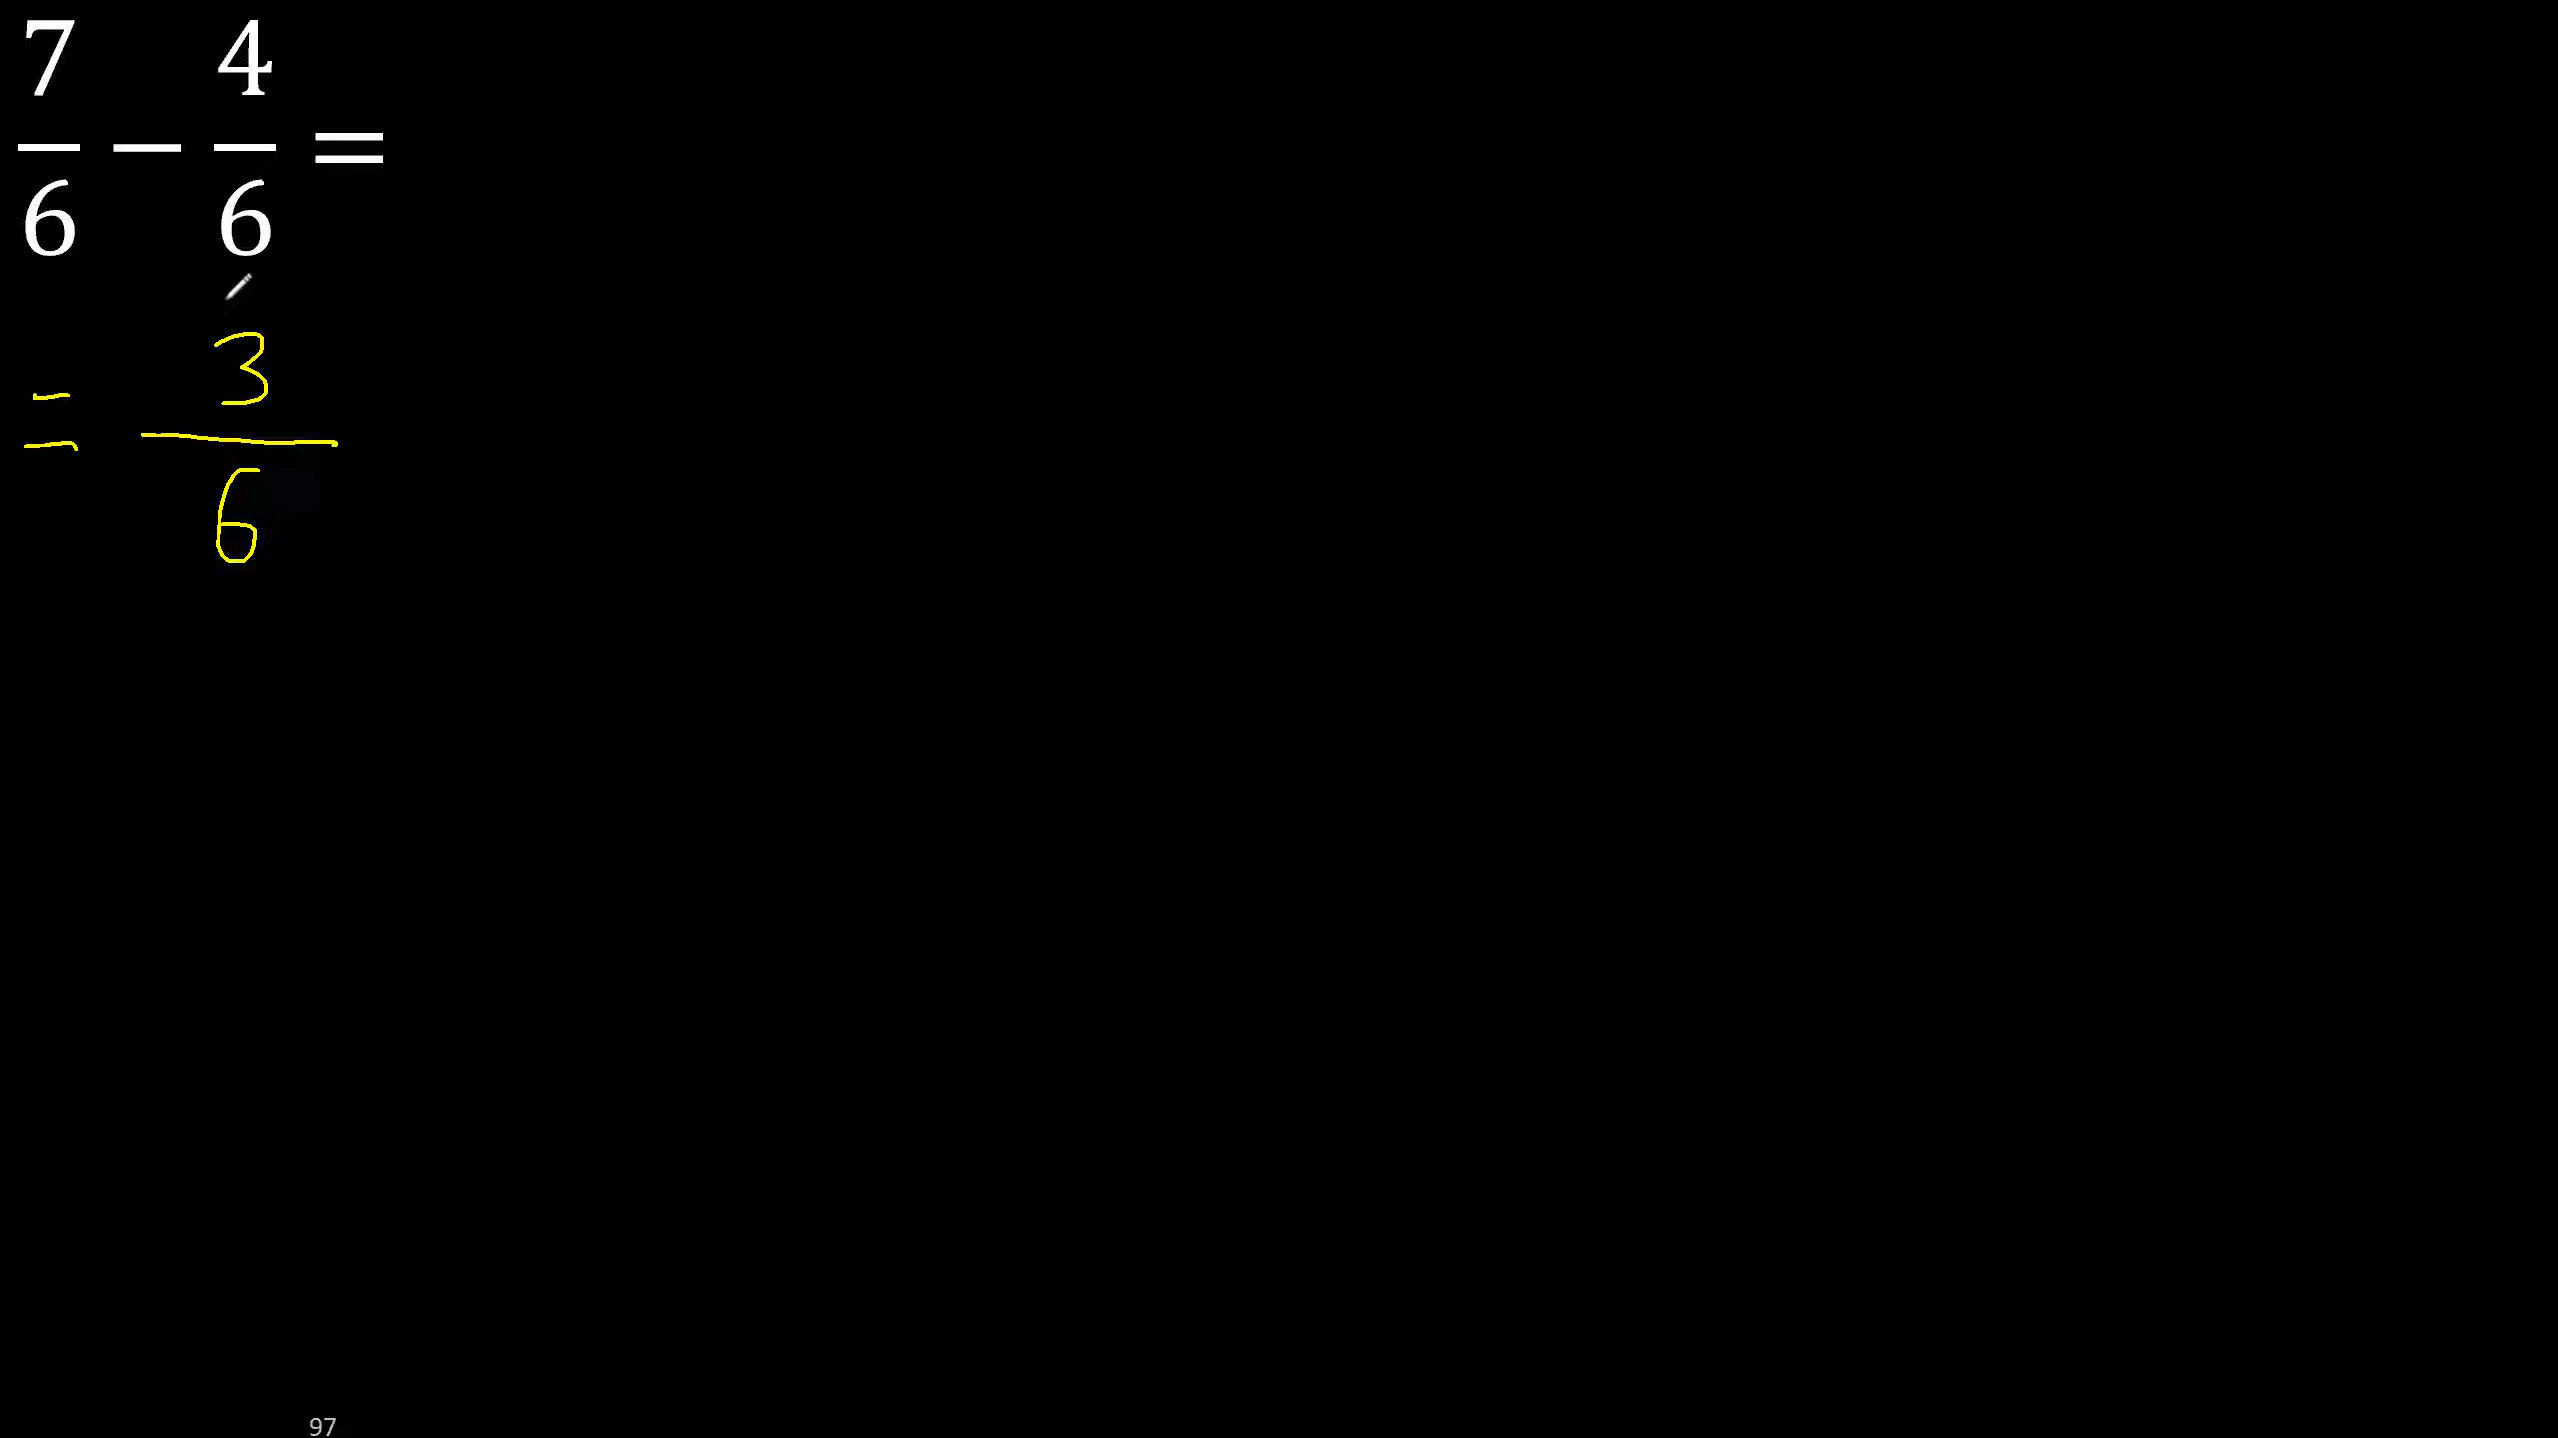 7/6 − 4/6 =
= 3/6
97